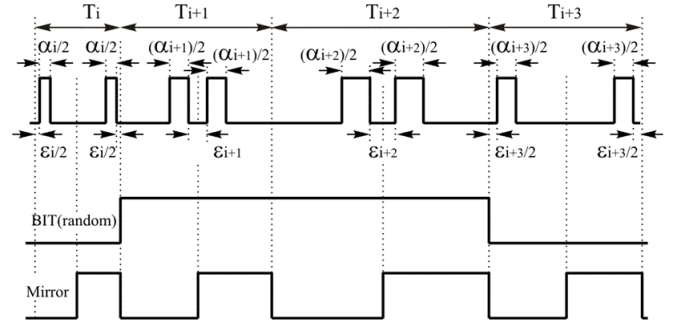 Ti Ti+1 Ti+2 Ti+3
αi/2 αi/2 (αi+1)/2 (αi+1)/2 (αi+2)/2 (αi+2)/2 (αi+3)/2 (αi+3)/2
εi/2 εi/2 εi+1 εi+2 εi+3/2 εi+3/2
BIT(random)
Mirror